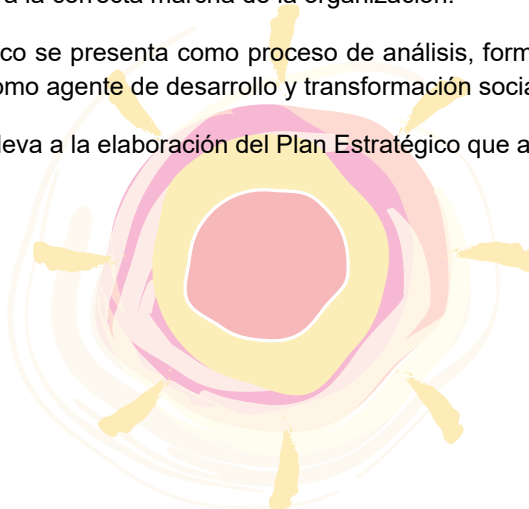 a la correcta marcha de la organización.
co se presenta como proceso de análisis, form
omo agente de desarrollo y transformación socia
leva a la elaboración del Plan Estratégico que a